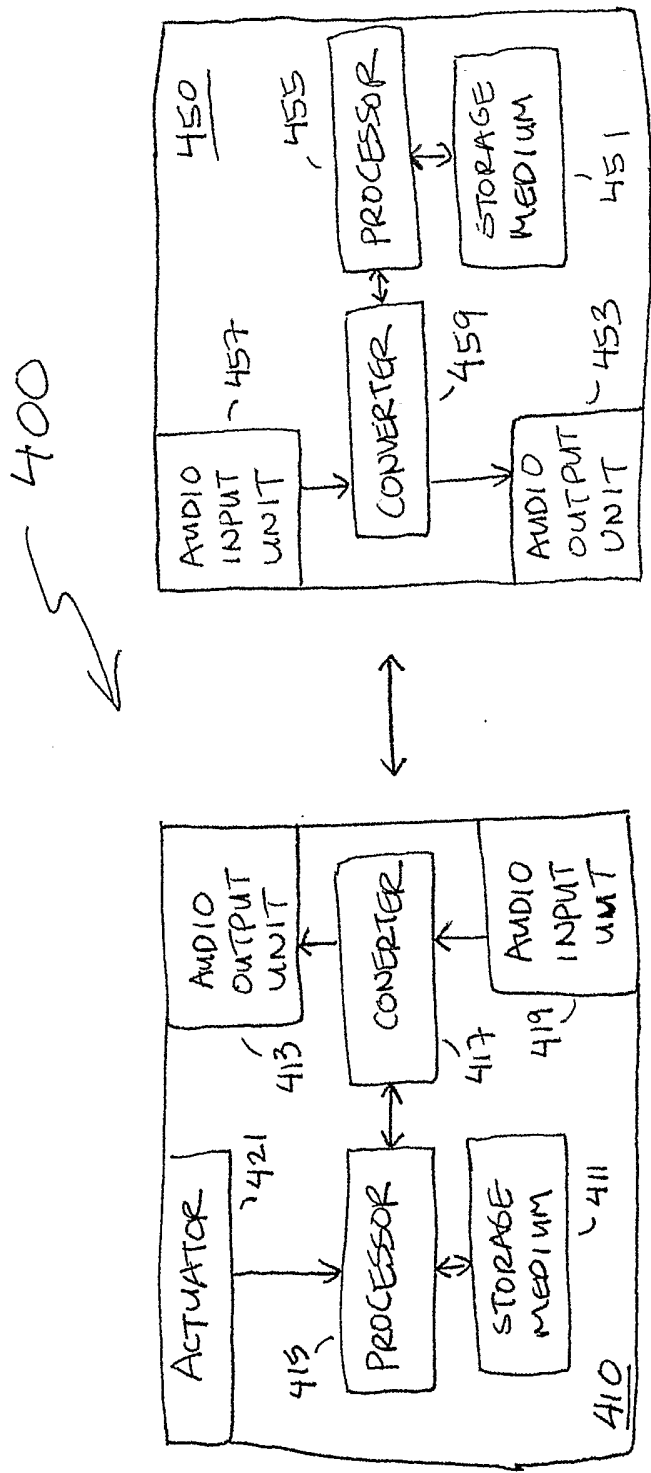 400
ACTUATOR
421
AUDIO
OUTPUT
UNIT
413
415
PROCESSOR
CONERTER
417
STORAGE
MEDIUM
411
419
AUDIO
INPUT
UNIT
410
AUDIO
INPUT
UNIT
457
450
455
CONVERTER
459
PROCESSOR
STORAGE
MEDIUM
451
AUDIO
OUTPUT
UNIT
453